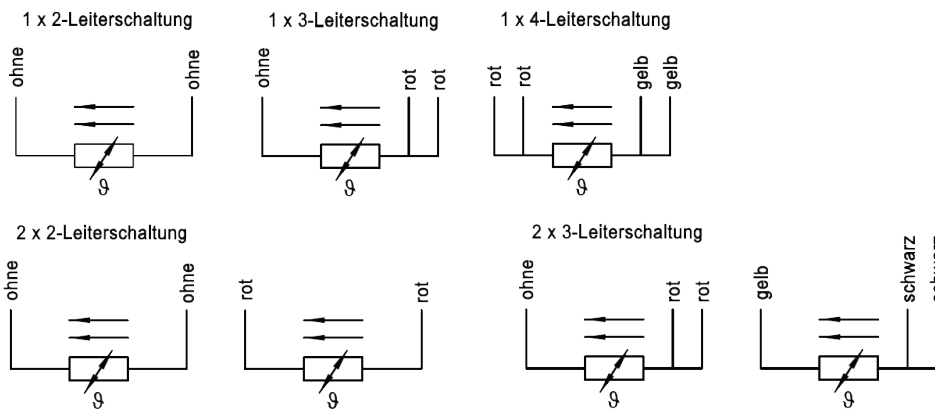 1 x 2-Leiterschaltung
ohne
ohne
ϑ
1 x 3-Leiterschaltung
ohne
rot
rot
ϑ
1 x 4-Leiterschaltung
rot
rot
gelb
gelb
ϑ
2 x 2-Leiterschaltung
ohne
ohne
ϑ
rot
rot
ϑ
2 x 3-Leiterschaltung
ohne
rot
rot
ϑ
gelb
schwarz
ϑ